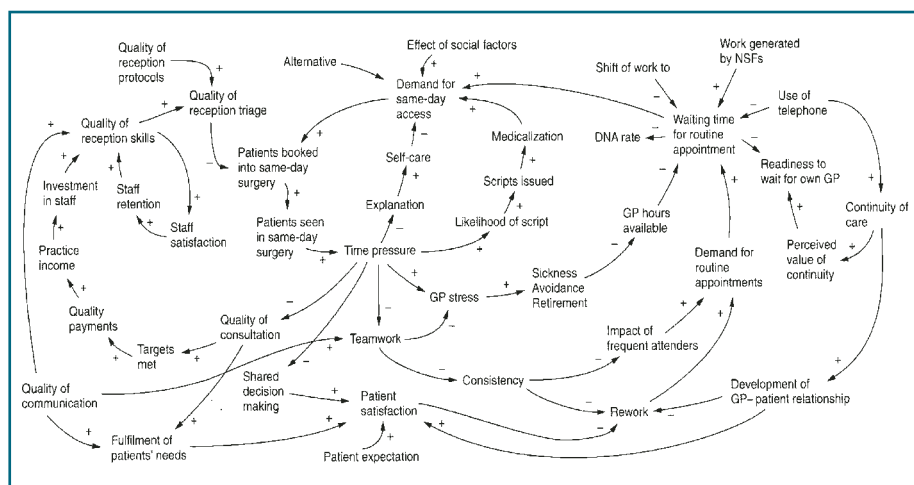 Effect of social factors
Work generated
by NSFs
Quality of
reception
protocols
Alternative
Shift of work to
Demand for
same-day
access
Use of
telephone
Quality of
reception triage
Waiting time
for routine
appointment
Quality of
reception skills
DNA rate
Medicalization
Patients booked
into same-day
surgery
Self-care
Readiness to
wait for own GP
Investment
in staff
Staff
retention
Scripts issued
Explanation
GP hours
available
Continuity
of care
Staff
satisfaction
Patients seen
in same-day
surgery
Likelihood of script
Practice
income
Time pressure
Demand for
routine
appointments
Perceived
value of
continuity
GP stress
Sickness
Avoidance
Retirement
Quality
payments
Quality of
consultation
Teamwork
Impact of
frequent attenders
Targets
met
Shared
decision
making
Consistency
Quality of
communication
Patient
satisfaction
Rework
Development of
GP–patient relationship
Fulfilment of
patients' needs
Patient expectation